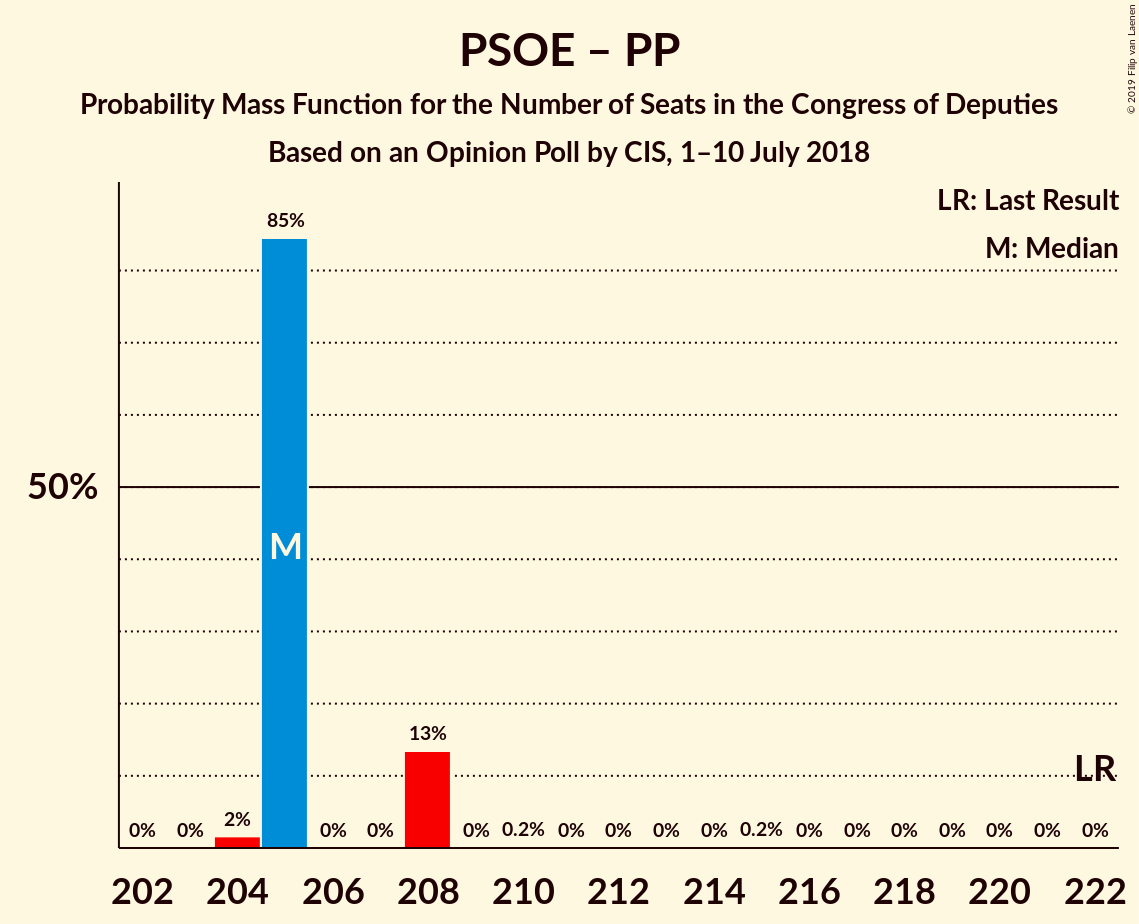 PSOE – PP
Probability Mass Function for the Number of Seats in the Congress of Deputies
Based on an Opinion Poll by CIS, 1–10 July 2018
© 2019 Filip van Laenen
LR: Last Result
M: Median
85%
50%
M
13%
LR
0% 0% 2% 0% 0% 0% 0.2% 0% 0% 0% 0% 0.2% 0% 0% 0% 0% 0% 0% 0%
202 204 206 208 210 212 214 216 218 220 222